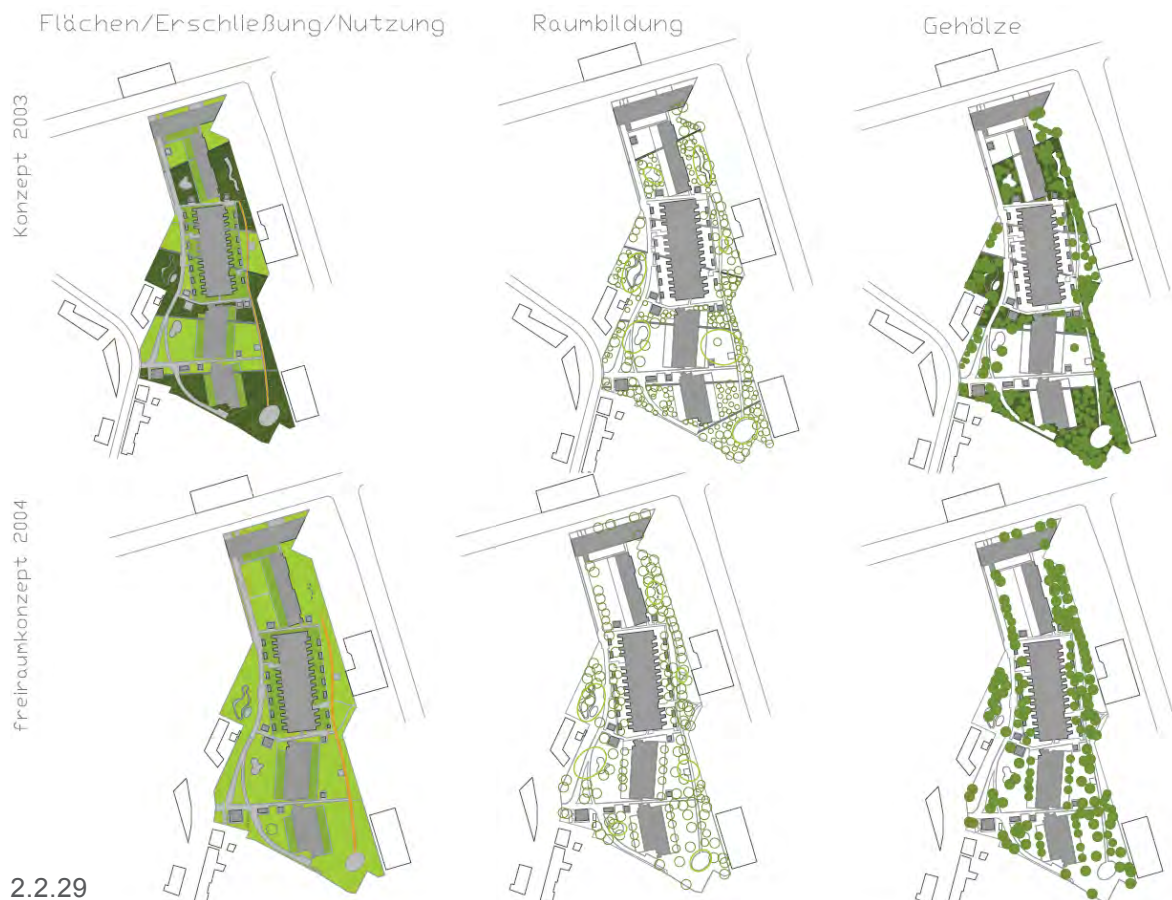 Flächen/Erschließung/Nutzung
Raumbildung
Gehölze
Konzept 2003
freiraumkonzept 2004
2.2.29